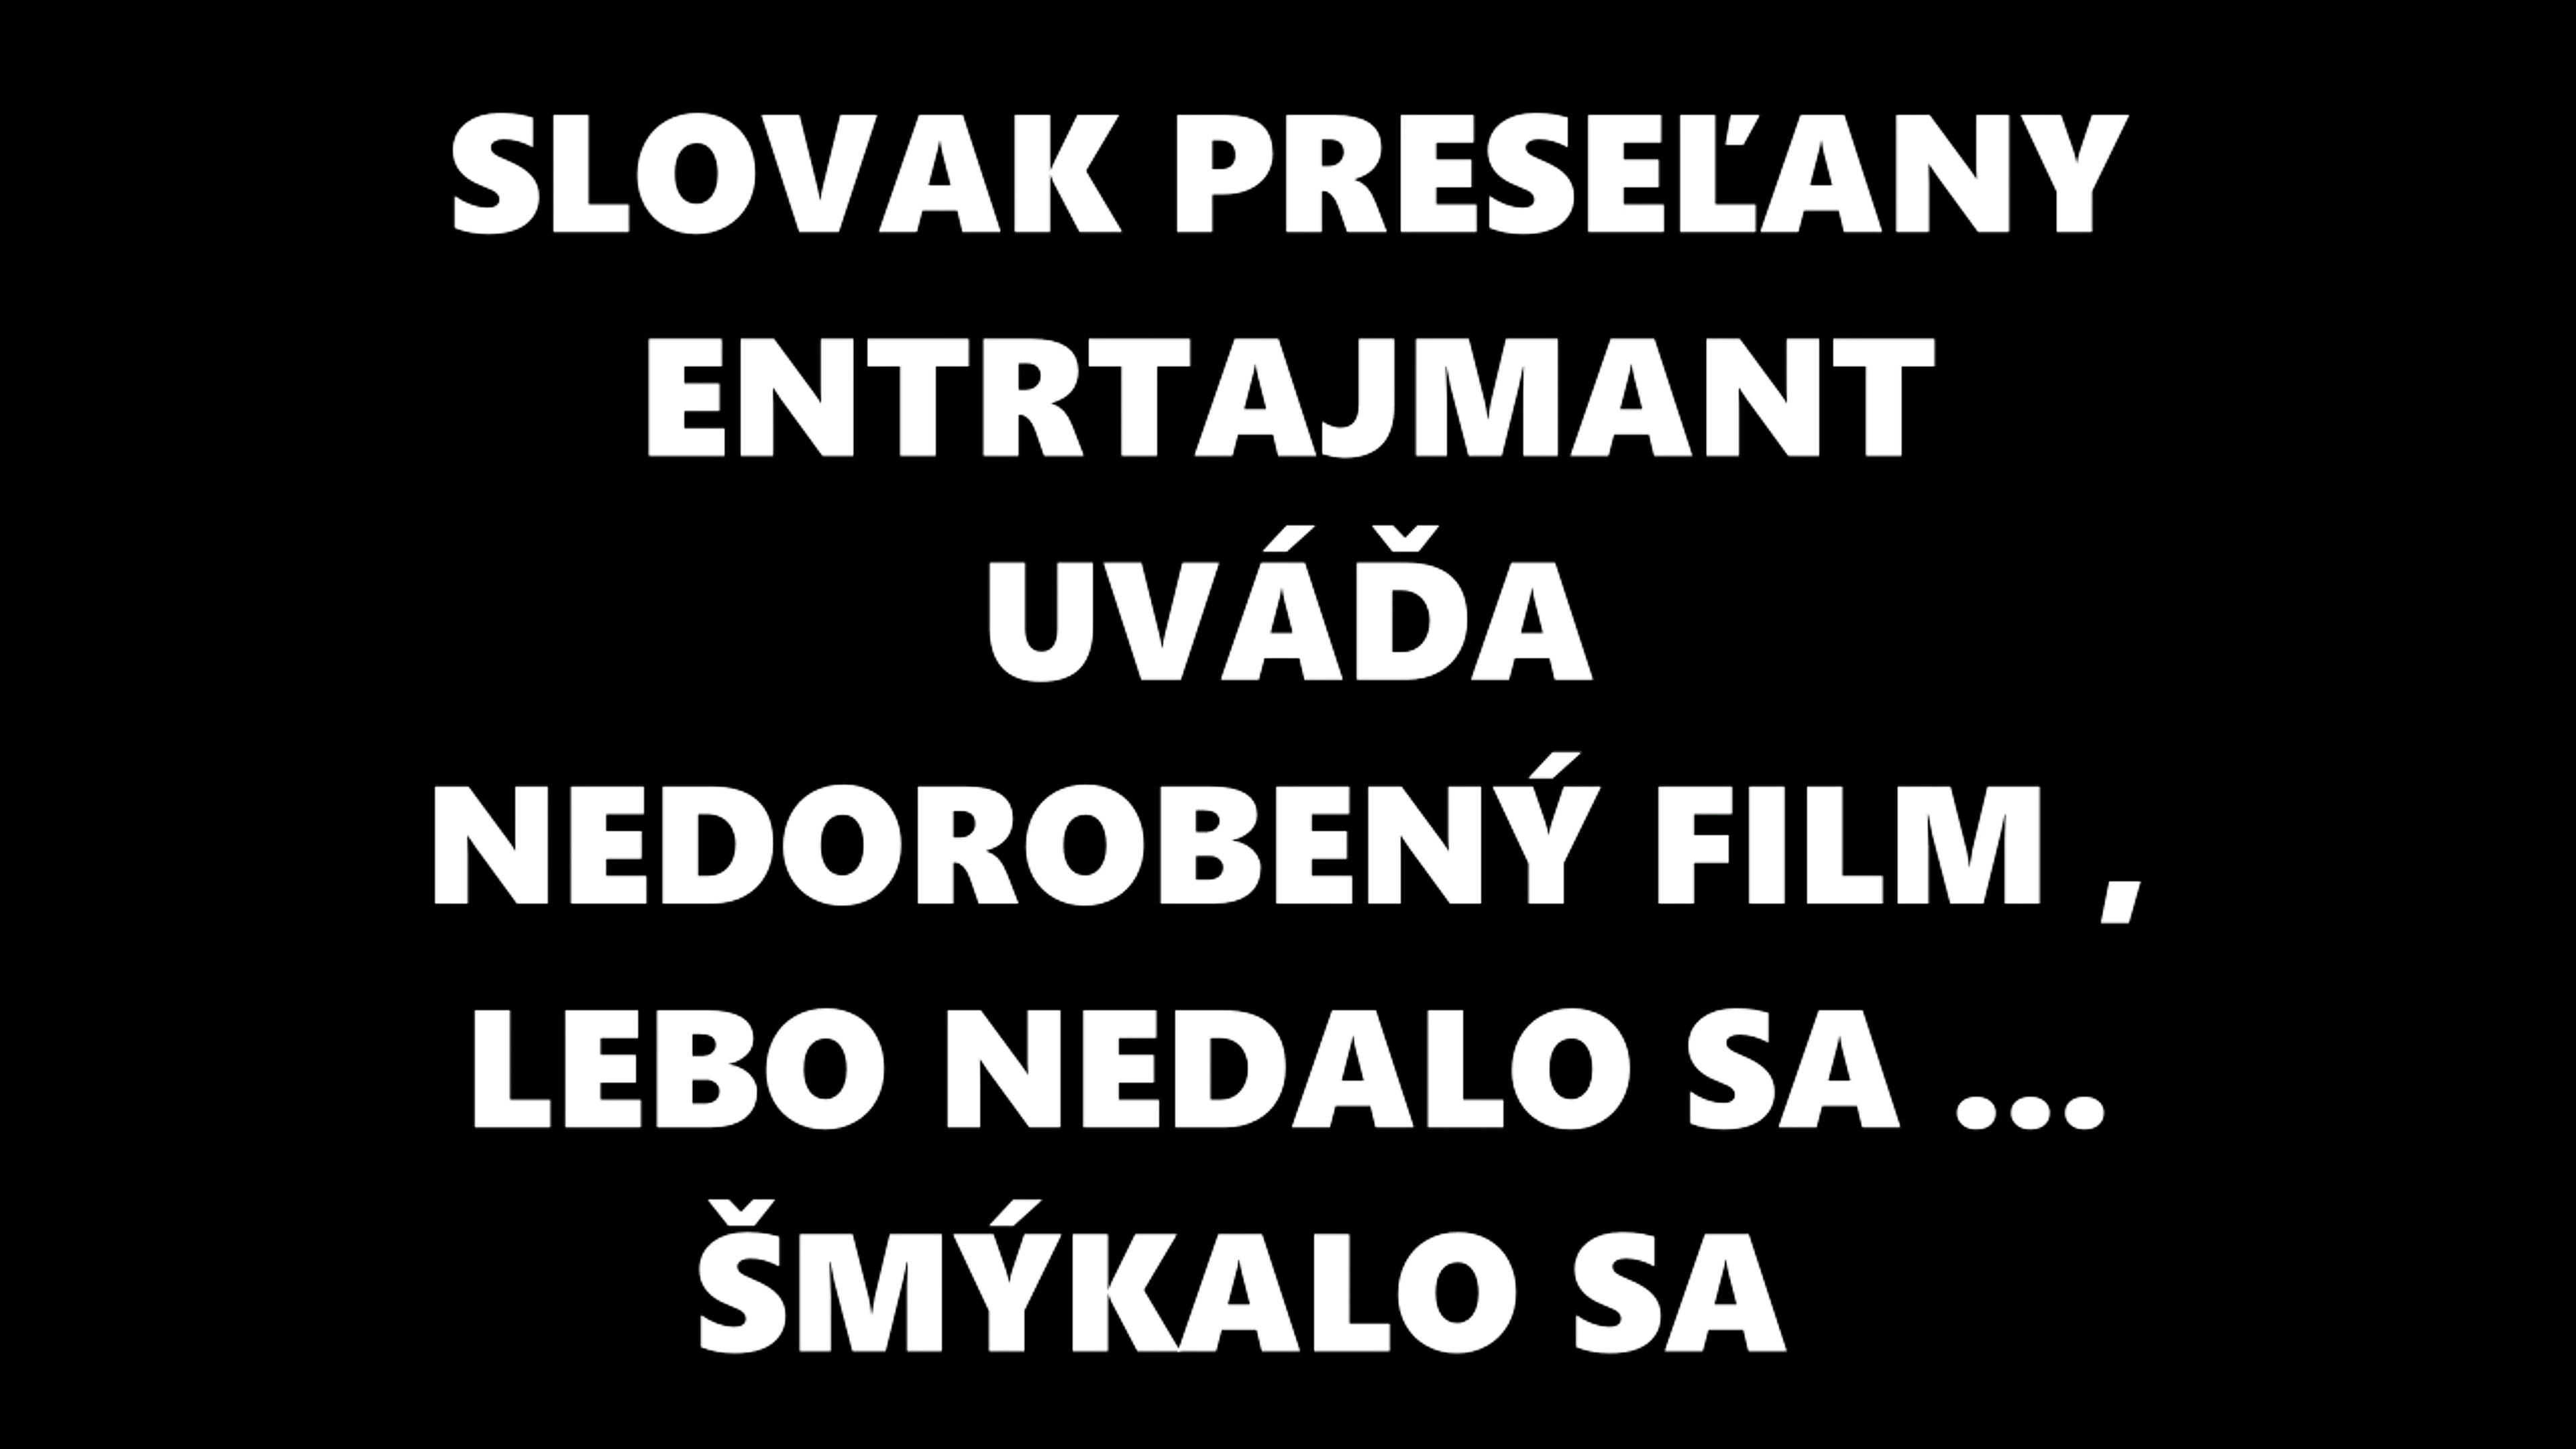 SLOVAK PRESEĽANY
ENTRTAJMANT
UVÁĎA
NEDOROBENÝ FILM ,
LEBO NEDALO SA ...
ŠMÝKALO SA